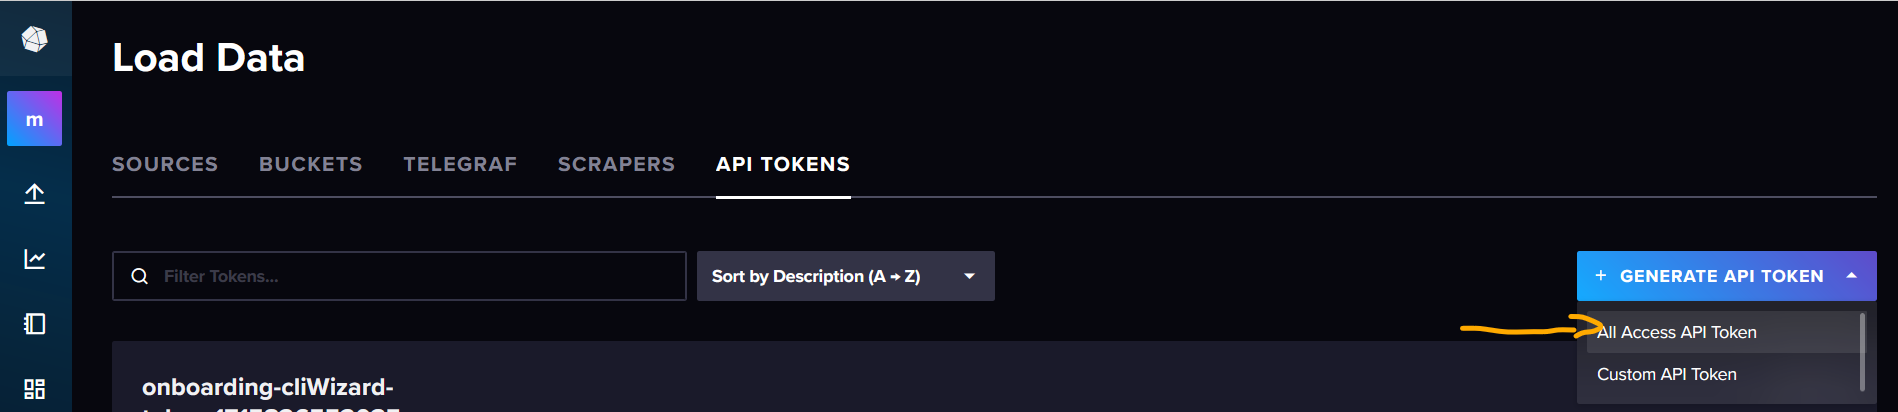 Load Data
m
SOURCES BUCKETS TELEGRAF SCRAPERS API TOKENS
Filter Tokens... Sort by Description (A → Z) + GENERATE API TOKEN
All Access API Token
Custom API Token
onboarding-cliWizard-